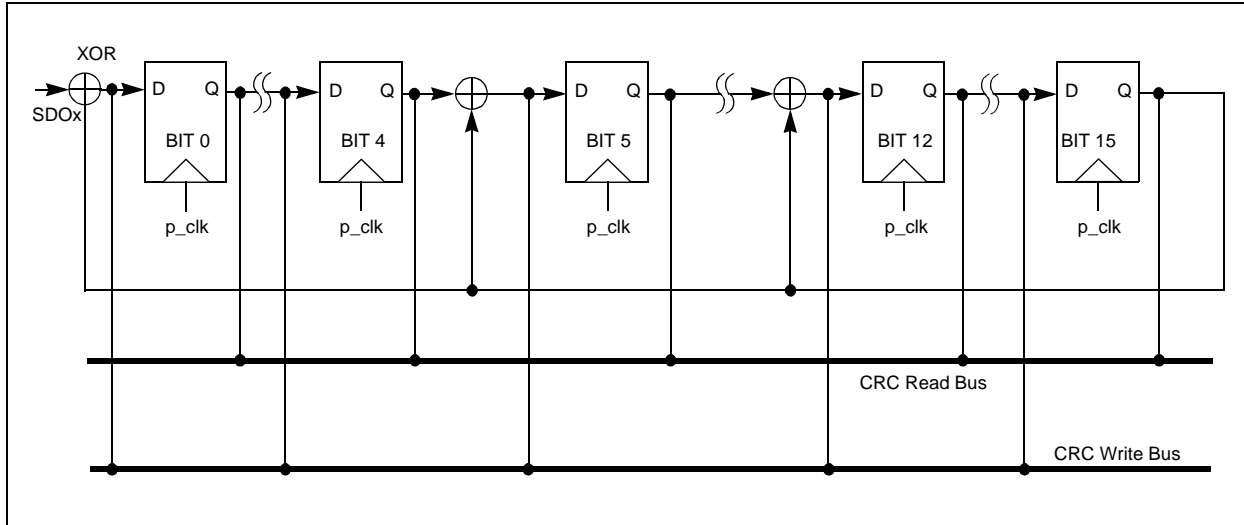 XOR
SDOx
D Q
BIT 0
p_clk
D Q
BIT 4
p_clk
D Q
BIT 5
p_clk
D Q
BIT 12
p_clk
D Q
BIT 15
p_clk
CRC Read Bus
CRC Write Bus